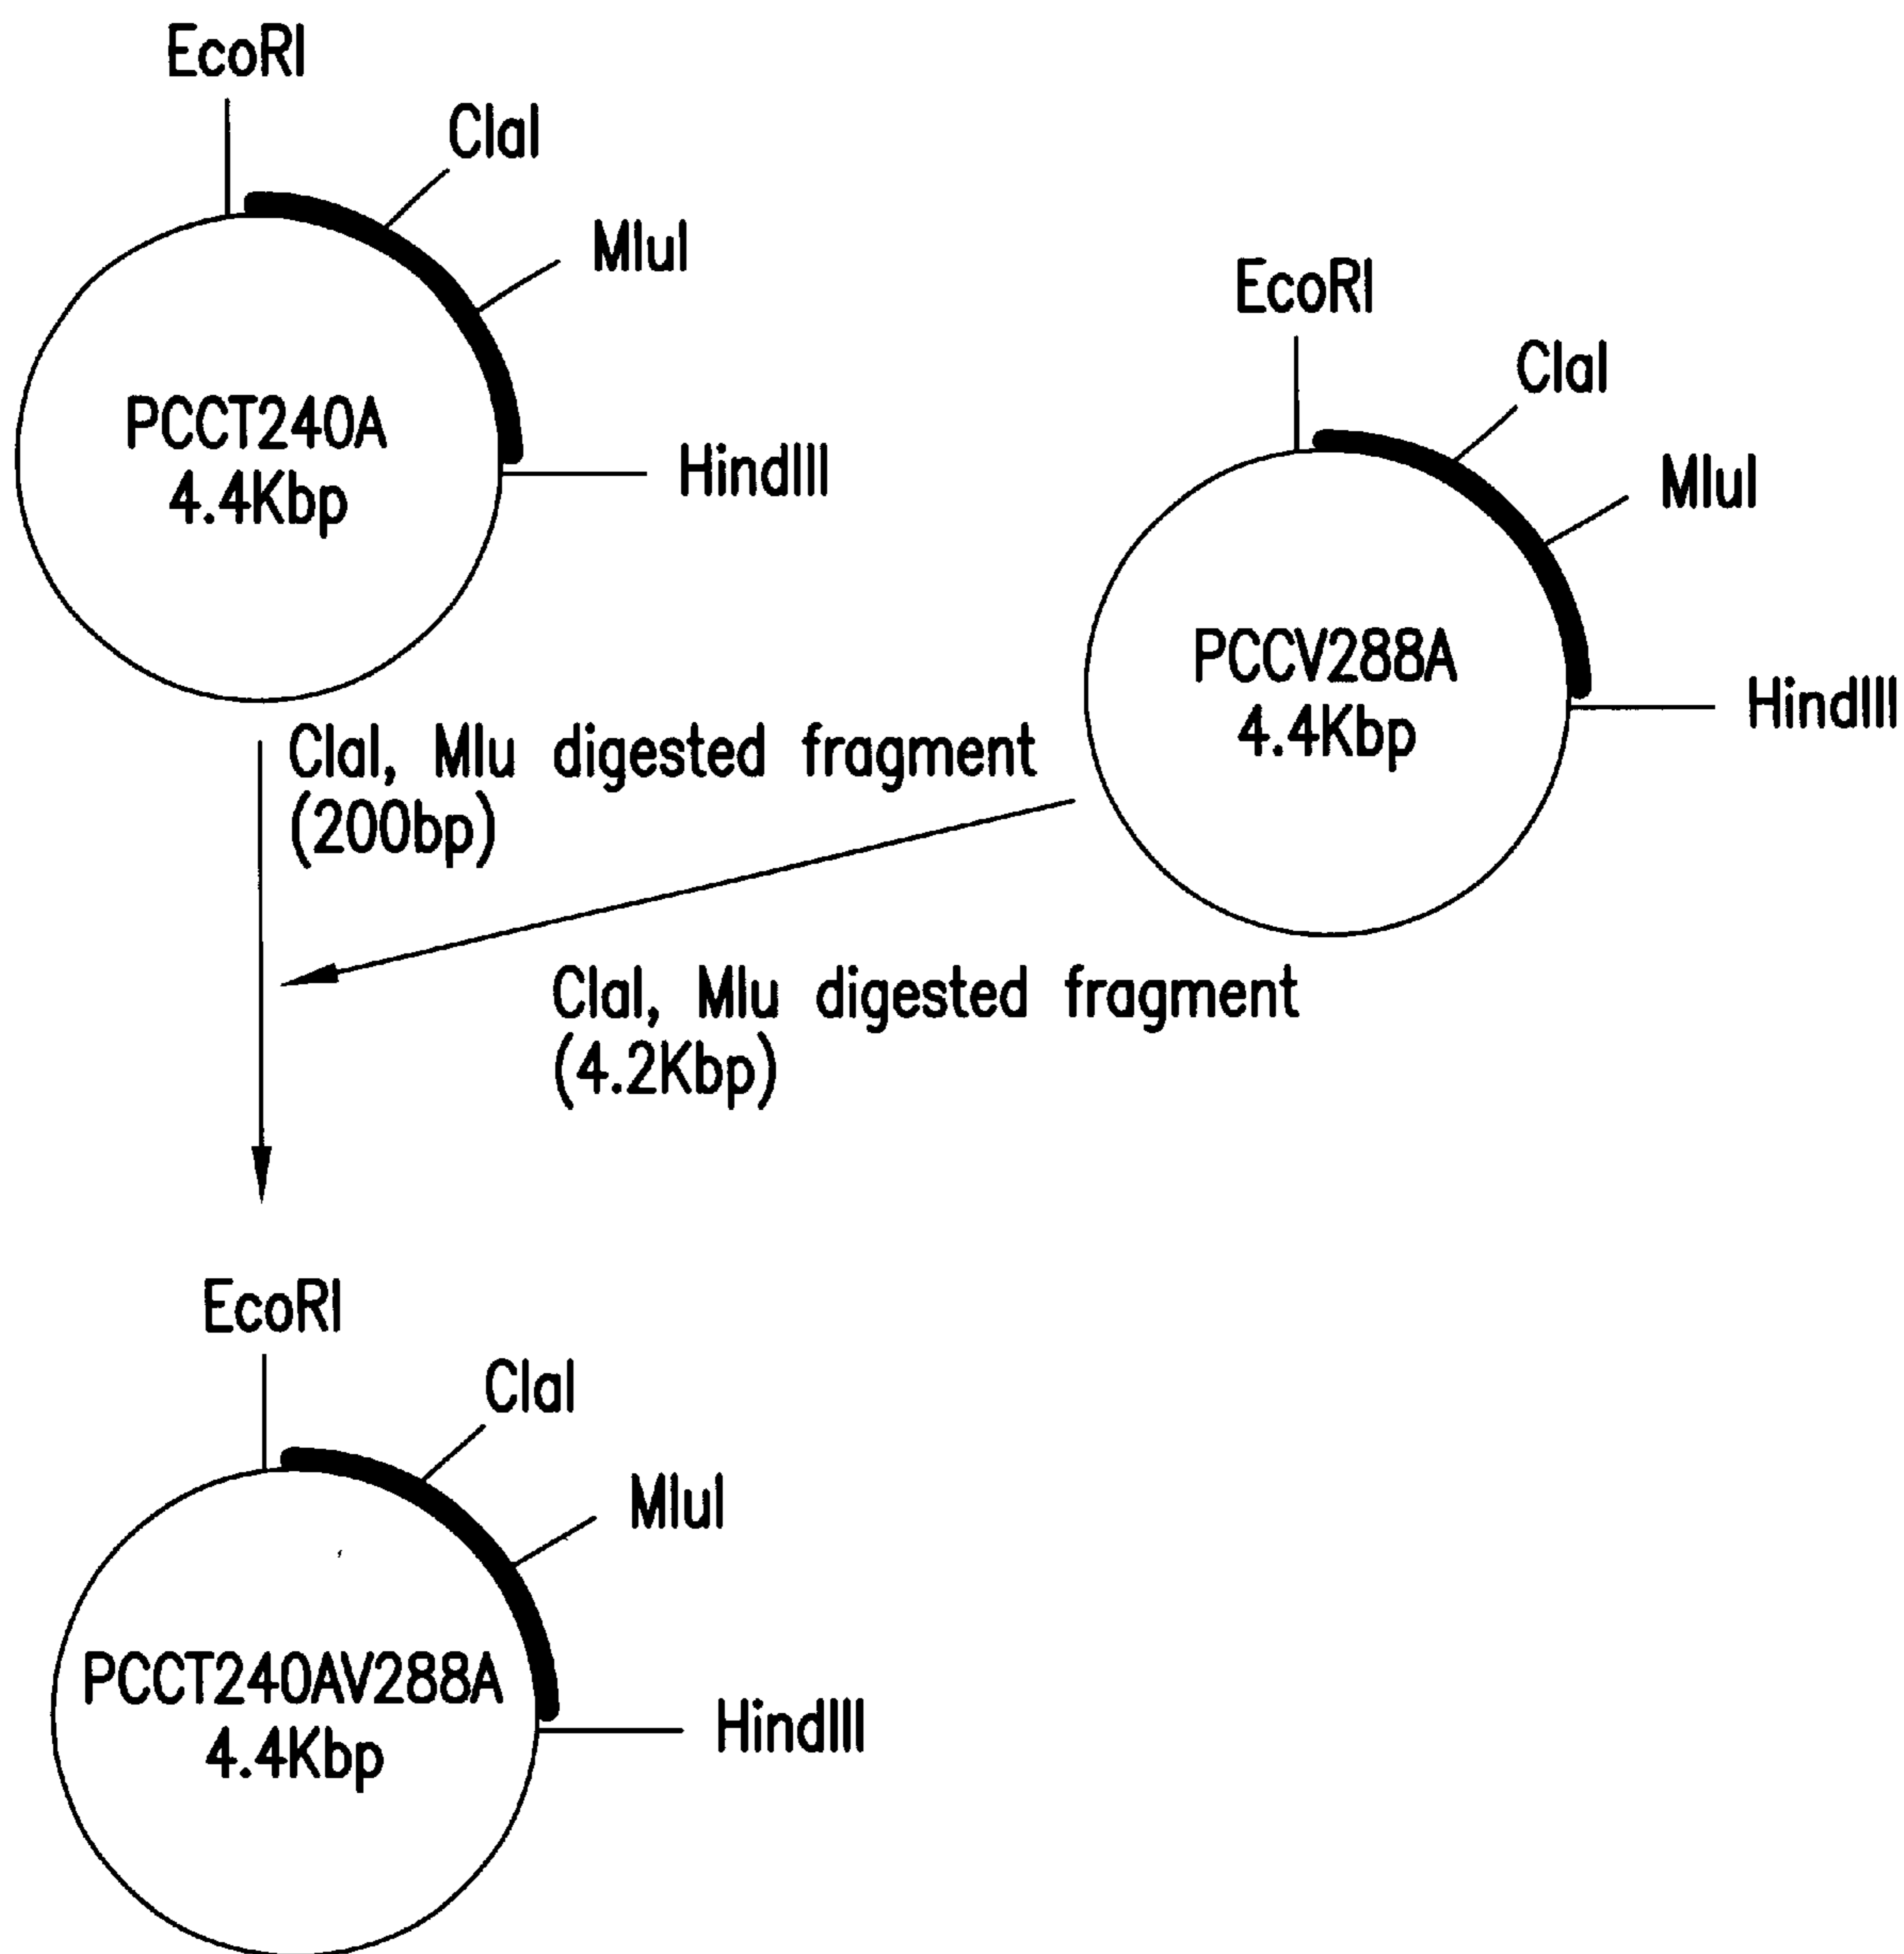 EcoRI
ClaI
MluI
PCCT240A
4.4Kbp
HindIII
EcoRI
ClaI
MluI
PCCV288A
4.4Kbp
HindIII
ClaI, Mlu digested fragment
(200bp)
ClaI, Mlu digested fragment
(4.2Kbp)
EcoRI
ClaI
MluI
PCCT240AV288A
4.4Kbp
HindIII